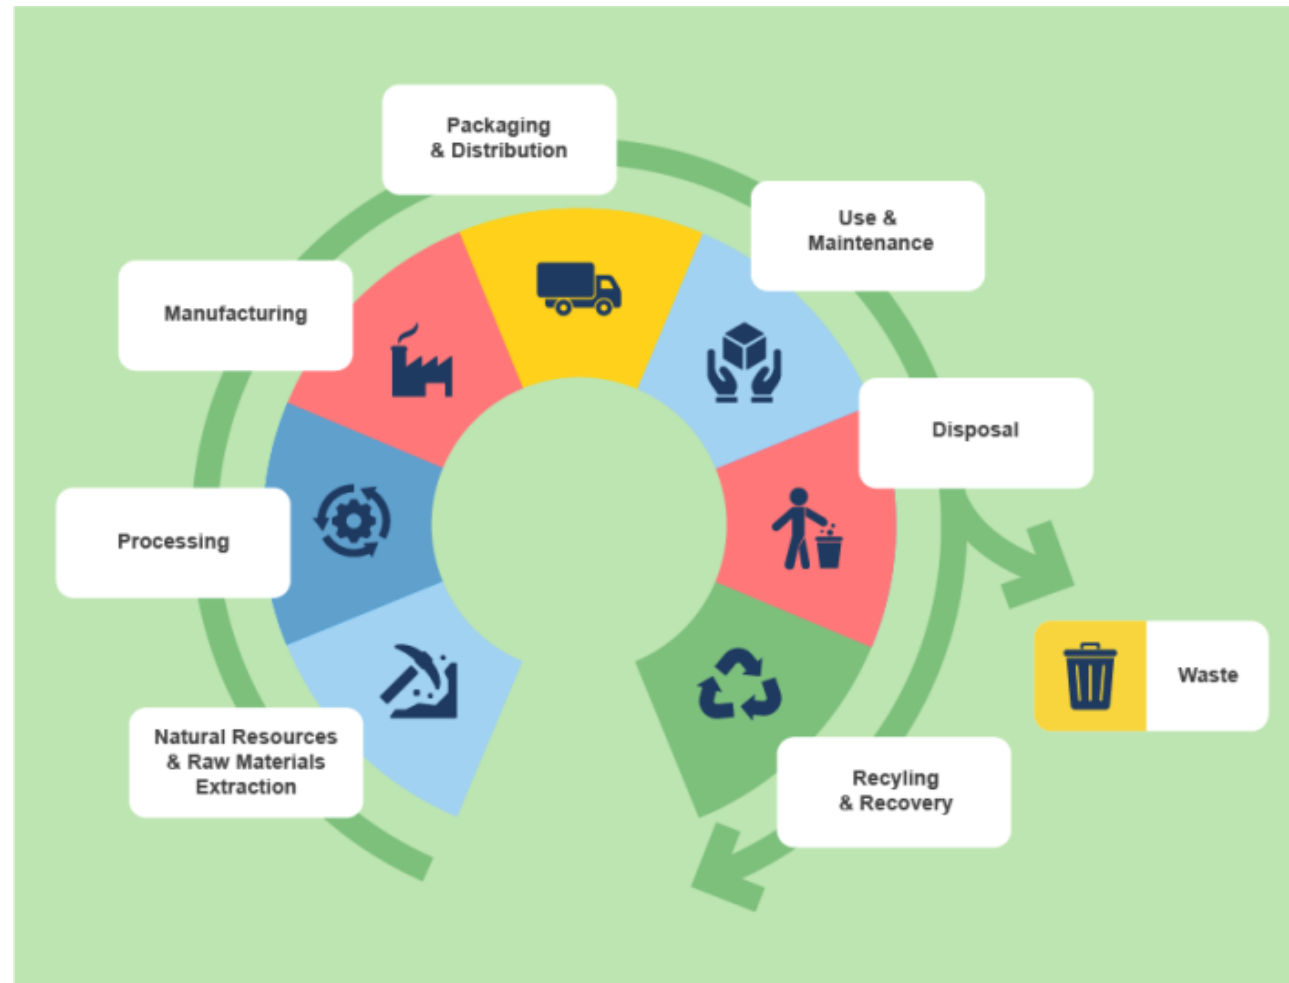 Packaging
& Distribution
Use &
Maintenance
Manufacturing
Disposal
Processing
Waste
Natural Resources
& Raw Materials
Extraction
Recyling
& Recovery